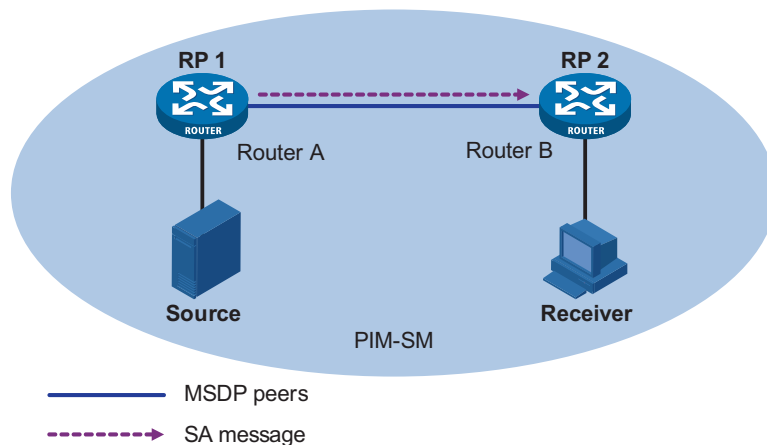 RP 1
RP 2
ROUTER
ROUTER
Router A
Router B
Source
Receiver
PIM-SM
MSDP peers
SA message